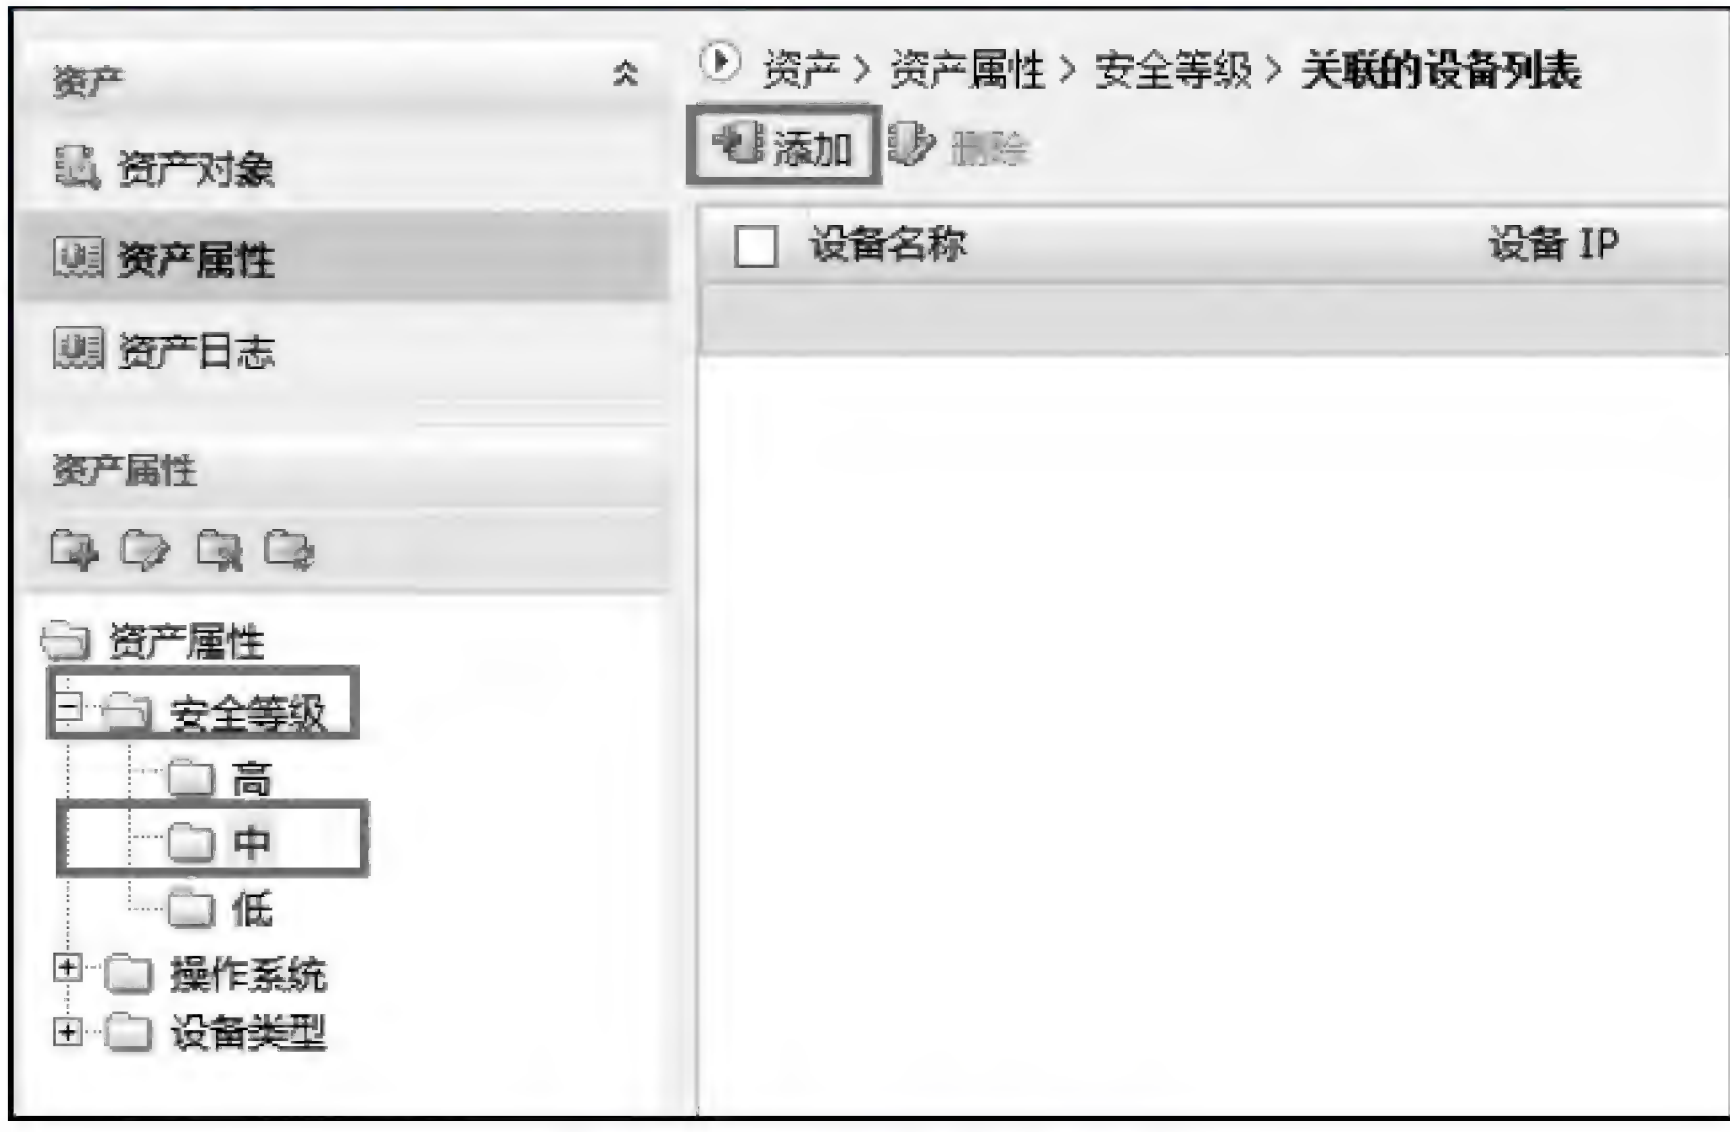 资产
资产对象
资产属性
资产日志
资产属性
资产属性
安全等级
高
中
低
操作系统
设备类型
资产 > 资产属性 > 安全等级 > 关联的设备列表
添加 删除
设备名称 设备 IP